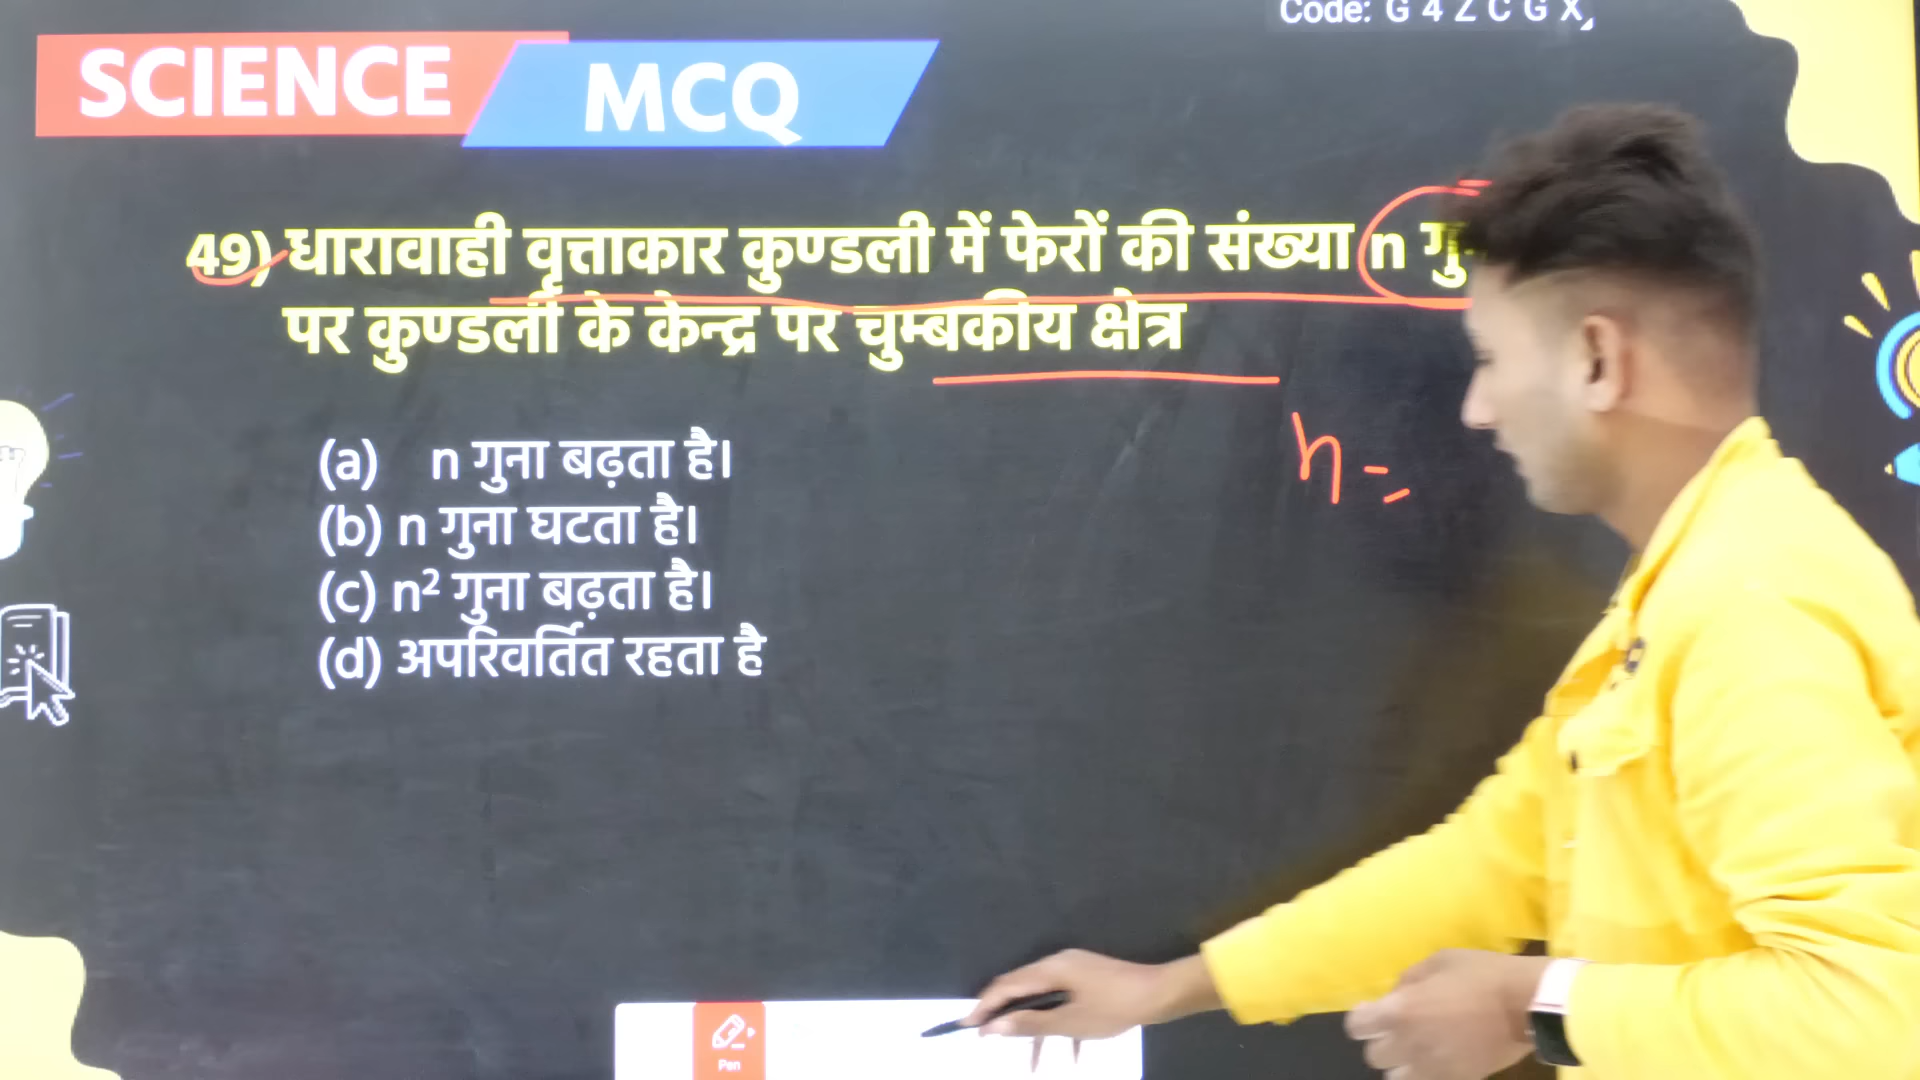 Code: G 4 Z C G X
SCIENCE MCQ
49) धारावाही वृत्ताकार कुण्डली में फेरों की संख्या n
पर कुण्डली के केन्द्र पर चुम्बकीय क्षेत्र
n =
(a) n गुना बढ़ता है।
(b) n गुना घटता है।
(c) n² गुना बढ़ता है।
(d) अपरिवर्तित रहता है
Pen